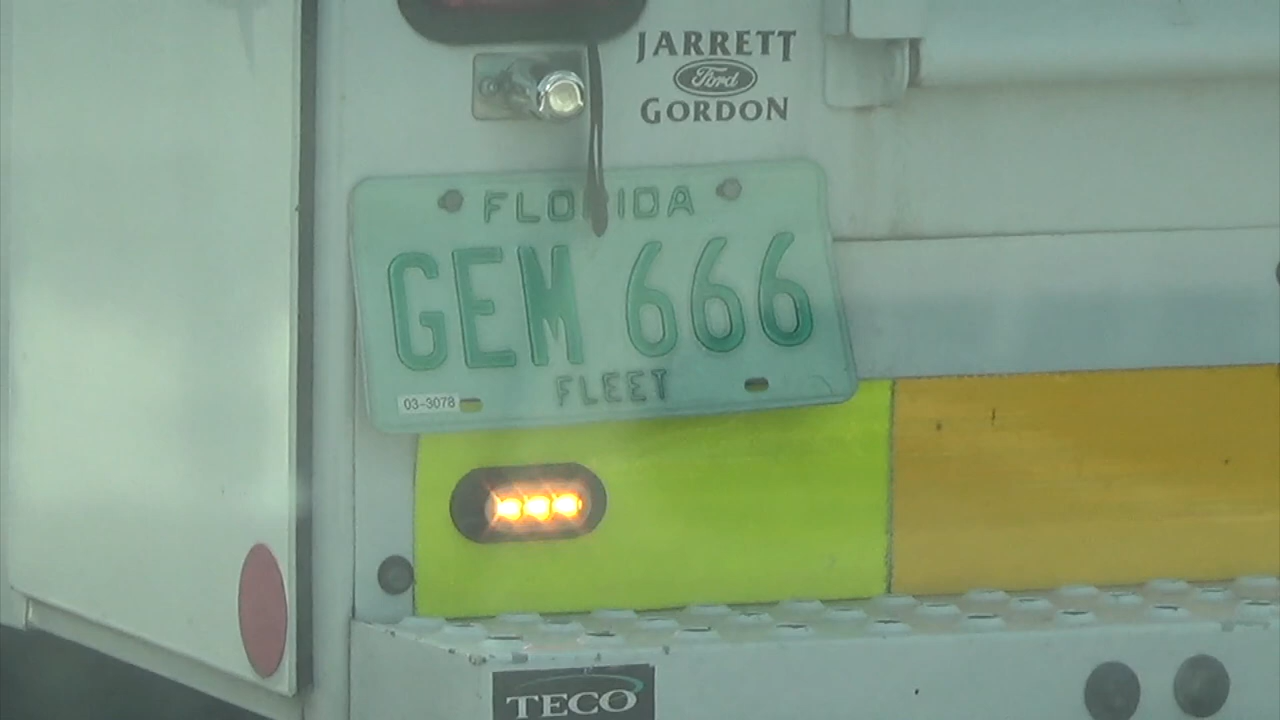 JARRETT
Ford
GORDON
FLORIDA
GEM 666
FLEET
03-3078
TECO